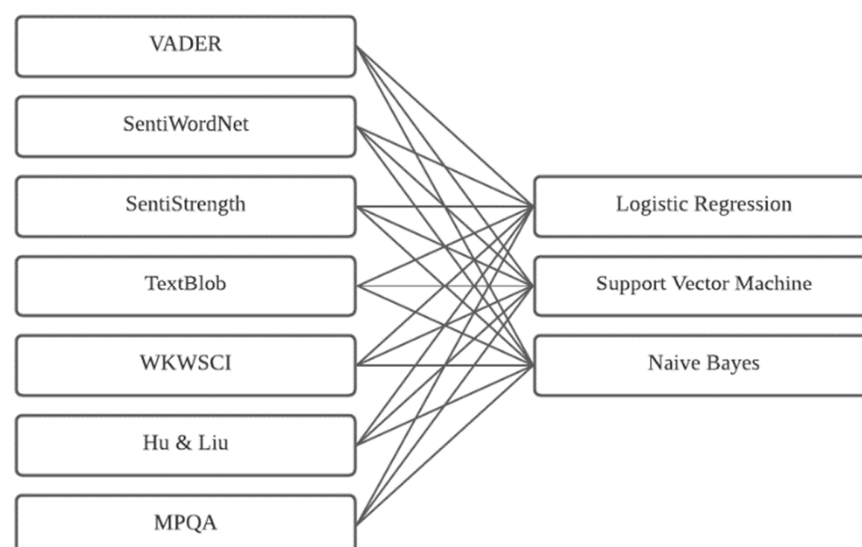 VADER
SentiWordNet
SentiStrength
TextBlob
WKWSCI
Hu & Liu
MPQA
Logistic Regression
Support Vector Machine
Naive Bayes